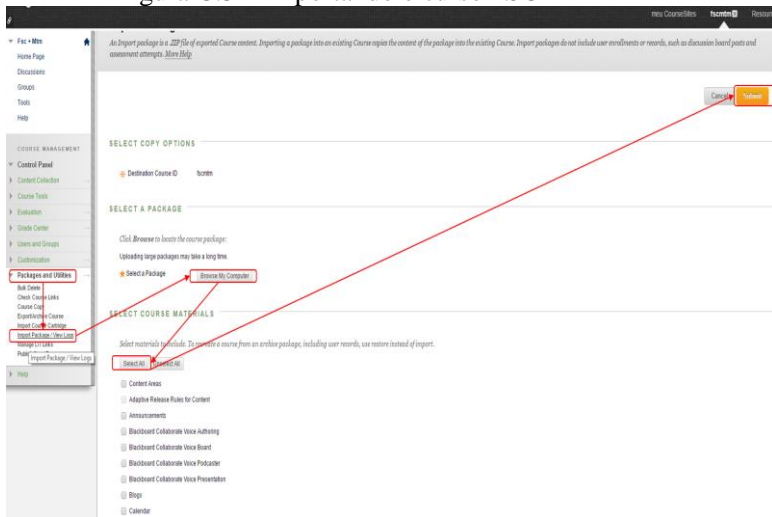 meu CourseSites fscmtm Resour
Fsc • Mtm
Home Page
Discussions
Groups
Tools
Help
COURSE MANAGEMENT
Control Panel
Content Collection
Course Tools
Evaluation
Grade Center
Users and Groups
Customization
Packages and Utilities
Bulk Delete
Check Course Links
Course Copy
Export/Archive Course
Import Course Cartridge
Import Package / View Logs
Manage LTI Links
Import Package / View Logs
Help
An Import package is a .ZIP file of exported Course content. Importing a package into an existing Course copies the content of the package into the existing Course. Import packages do not include user enrollments or records, such as discussion board posts and
assessment attempts. More Help
Cancel Submit
SELECT COPY OPTIONS
Destination Course ID fscmtm
SELECT A PACKAGE
Click Browse to locate the course package:
Uploading large packages may take a long time.
Select a Package Browse My Computer
SELECT COURSE MATERIALS
Select materials to include. To recreate a course from an archive package, including user records, use restore instead of import.
Select All Unselect All
Content Areas
Adaptive Release Rules for Content
Announcements
Blackboard Collaborate Voice Authoring
Blackboard Collaborate Voice Board
Blackboard Collaborate Voice Podcaster
Blackboard Collaborate Voice Presentation
Blogs
Calendar